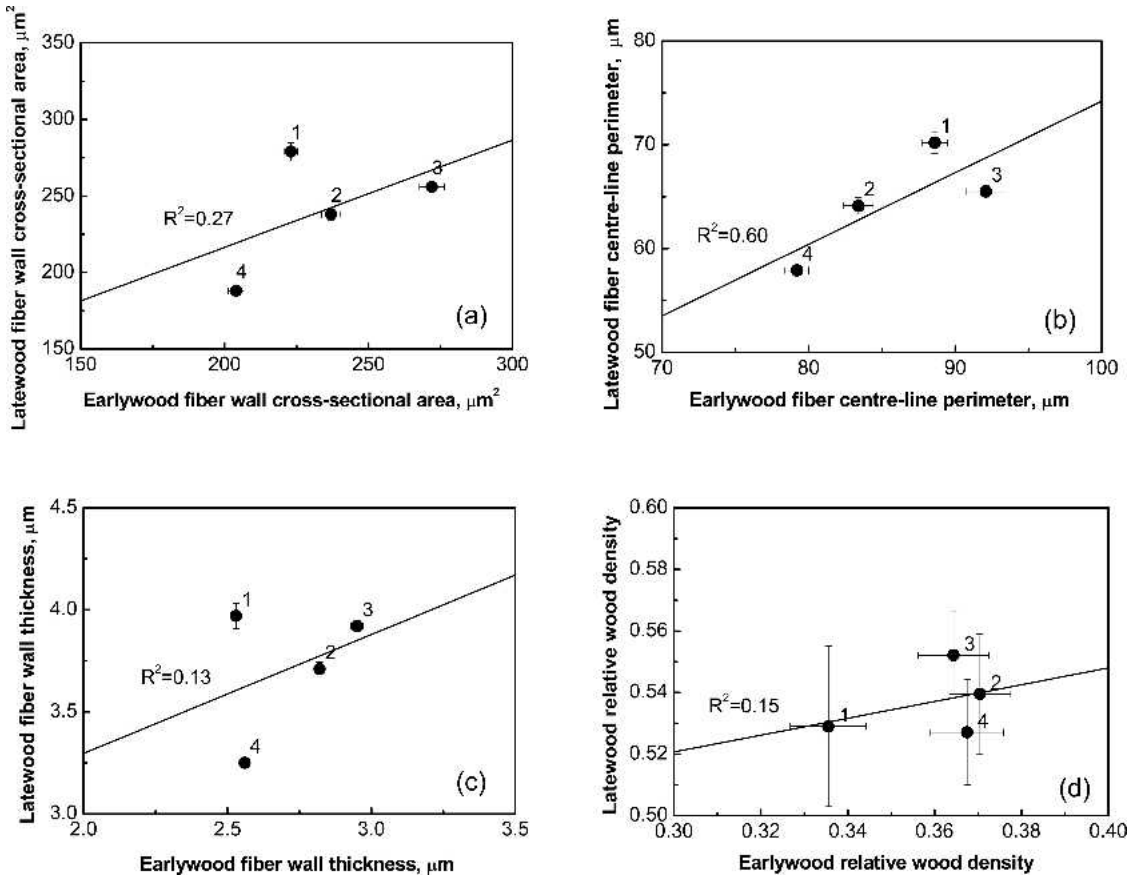 Latewood fiber wall cross-sectional area, μm²
350
300
250
200
150
1
2
3
4
R²=0.27
(a)
150 200 250 300
Earlywood fiber wall cross-sectional area, μm²
Latewood fiber centre-line perimeter, μm
80
70
60
50
1
2
3
4
R²=0.60
(b)
70 80 90 100
Earlywood fiber centre-line perimeter, μm
Latewood fiber wall thickness, μm
4.5
4.0
3.5
3.0
1
3
2
4
R²=0.13
(c)
2.0 2.5 3.0 3.5
Earlywood fiber wall thickness, μm
Latewood relative wood density
0.60
0.58
0.56
0.54
0.52
0.50
3
2
1
4
R²=0.15
(d)
0.30 0.32 0.34 0.36 0.38 0.40
Earlywood relative wood density